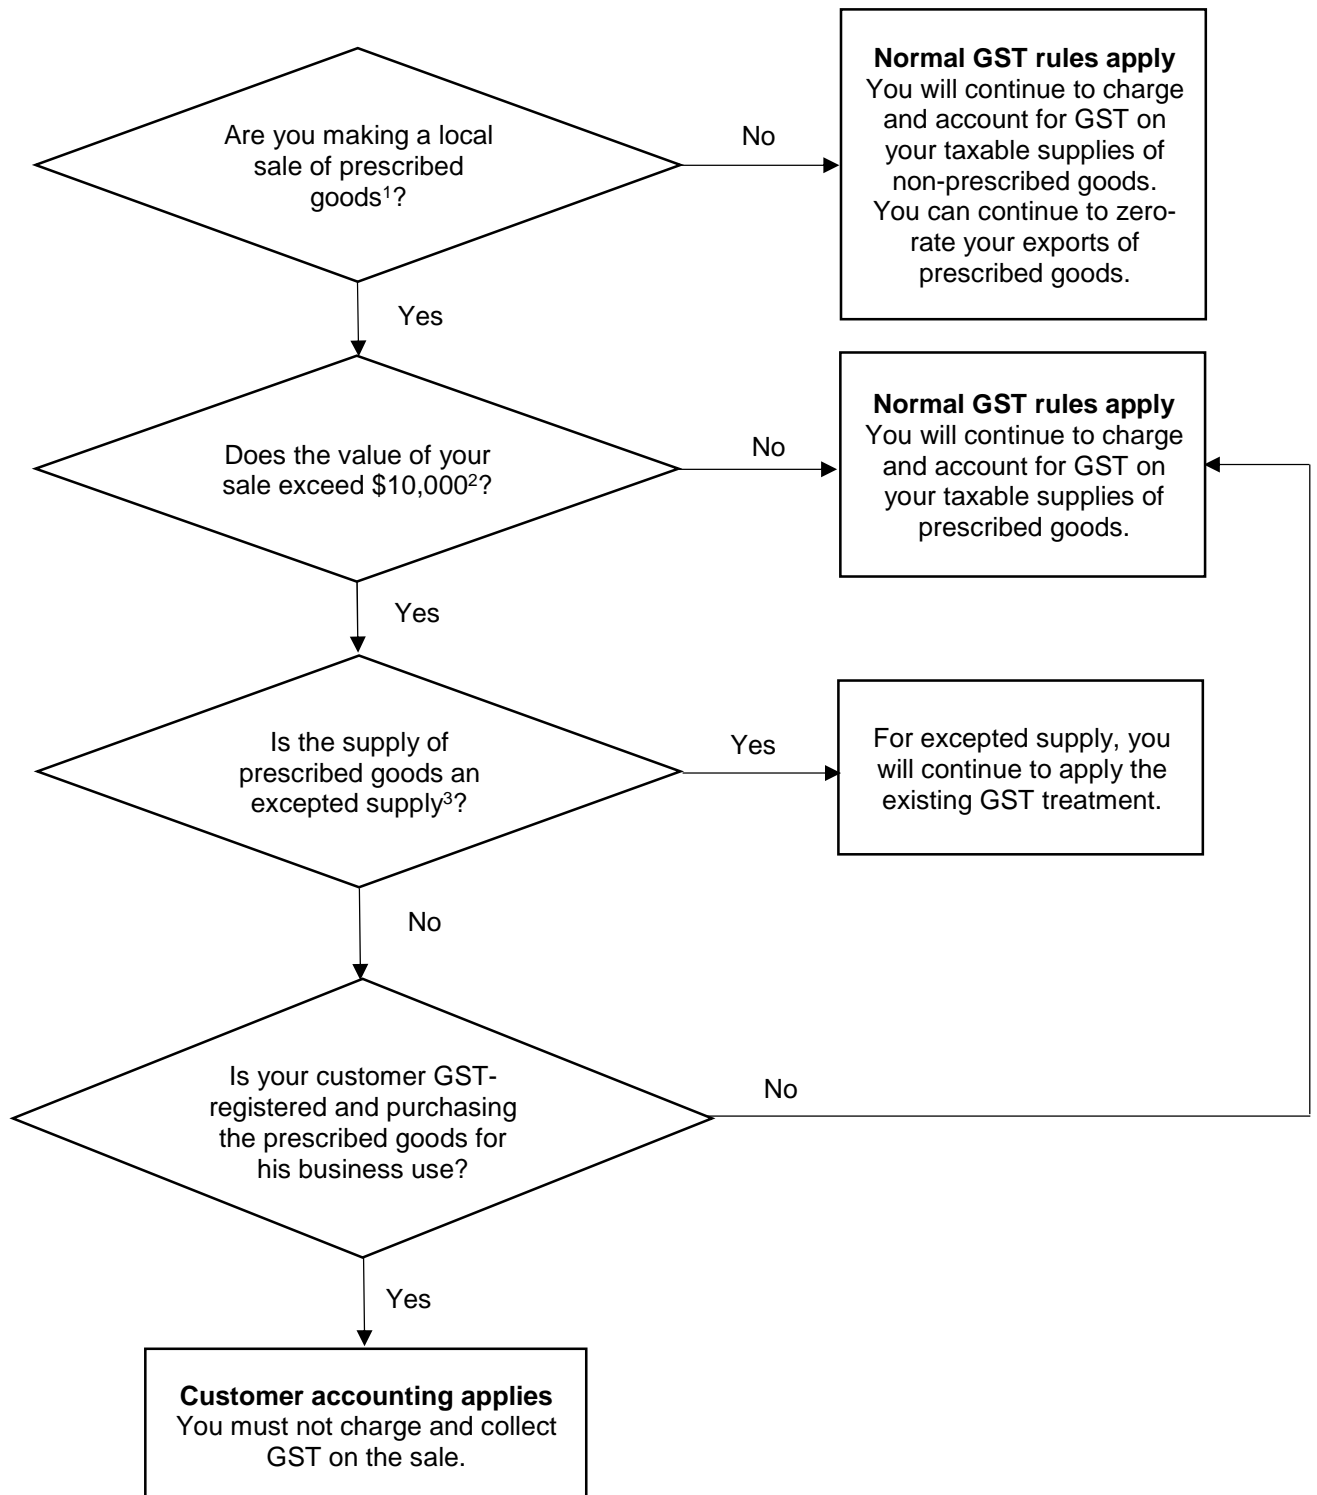 Are you making a local
sale of prescribed
goods¹?
No
Normal GST rules apply
You will continue to charge
and account for GST on
your taxable supplies of
non-prescribed goods.
You can continue to zero-
rate your exports of
prescribed goods.
Yes
Does the value of your
sale exceed $10,000²?
No
Normal GST rules apply
You will continue to charge
and account for GST on
your taxable supplies of
prescribed goods.
Yes
Is the supply of
prescribed goods an
excepted supply³?
Yes
For excepted supply, you
will continue to apply the
existing GST treatment.
No
Is your customer GST-
registered and purchasing
the prescribed goods for
his business use?
No
Yes
Customer accounting applies
You must not charge and collect
GST on the sale.